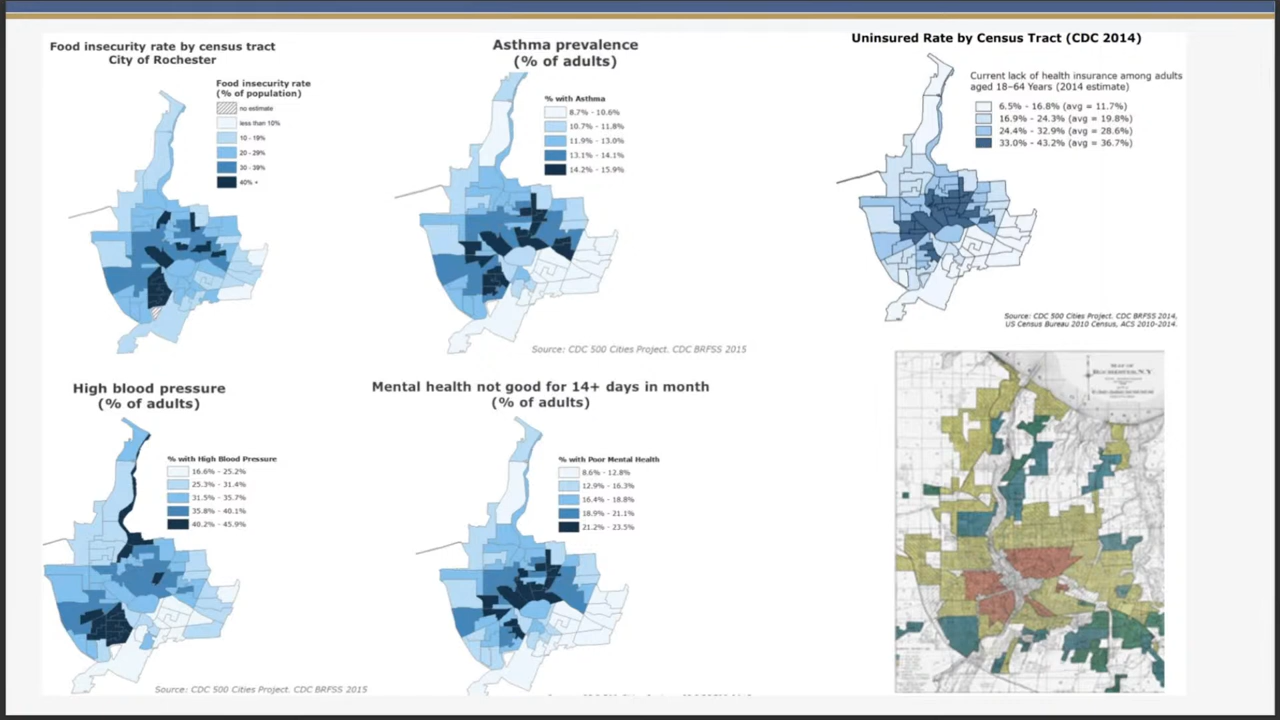 Food insecurity rate by census tract
City of Rochester
Food insecurity rate
(% of population)
no estimate
less than 10%
10 - 19%
20 - 29%
30 - 39%
40% +
Asthma prevalence
(% of adults)
% with Asthma
8.7% - 10.6%
10.7% - 11.8%
11.9% - 13.0%
13.1% - 14.1%
14.2% - 15.9%
Source: CDC 500 Cities Project. CDC BRFSS 2015
Uninsured Rate by Census Tract (CDC 2014)
Current lack of health insurance among adults
aged 18-64 Years (2014 estimate)
6.5% - 16.8% (avg = 11.7%)
16.9% - 24.3% (avg = 19.8%)
24.4% - 32.9% (avg = 28.6%)
33.0% - 43.2% (avg = 36.7%)
Source: CDC 500 Cities Project. CDC BRFSS 2014,
US Census Bureau 2010 Census, ACS 2010-2014.
High blood pressure
(% of adults)
% with High Blood Pressure
16.6% - 25.2%
25.3% - 31.4%
31.5% - 35.7%
35.8% - 40.1%
40.2% - 45.9%
Source: CDC 500 Cities Project. CDC BRFSS 2015
Mental health not good for 14+ days in month
(% of adults)
% with Poor Mental Health
8.6% - 12.8%
12.9% - 16.3%
16.4% - 18.8%
18.9% - 21.1%
21.2% - 23.5%
MAP OF
ROCHESTER, N.Y.